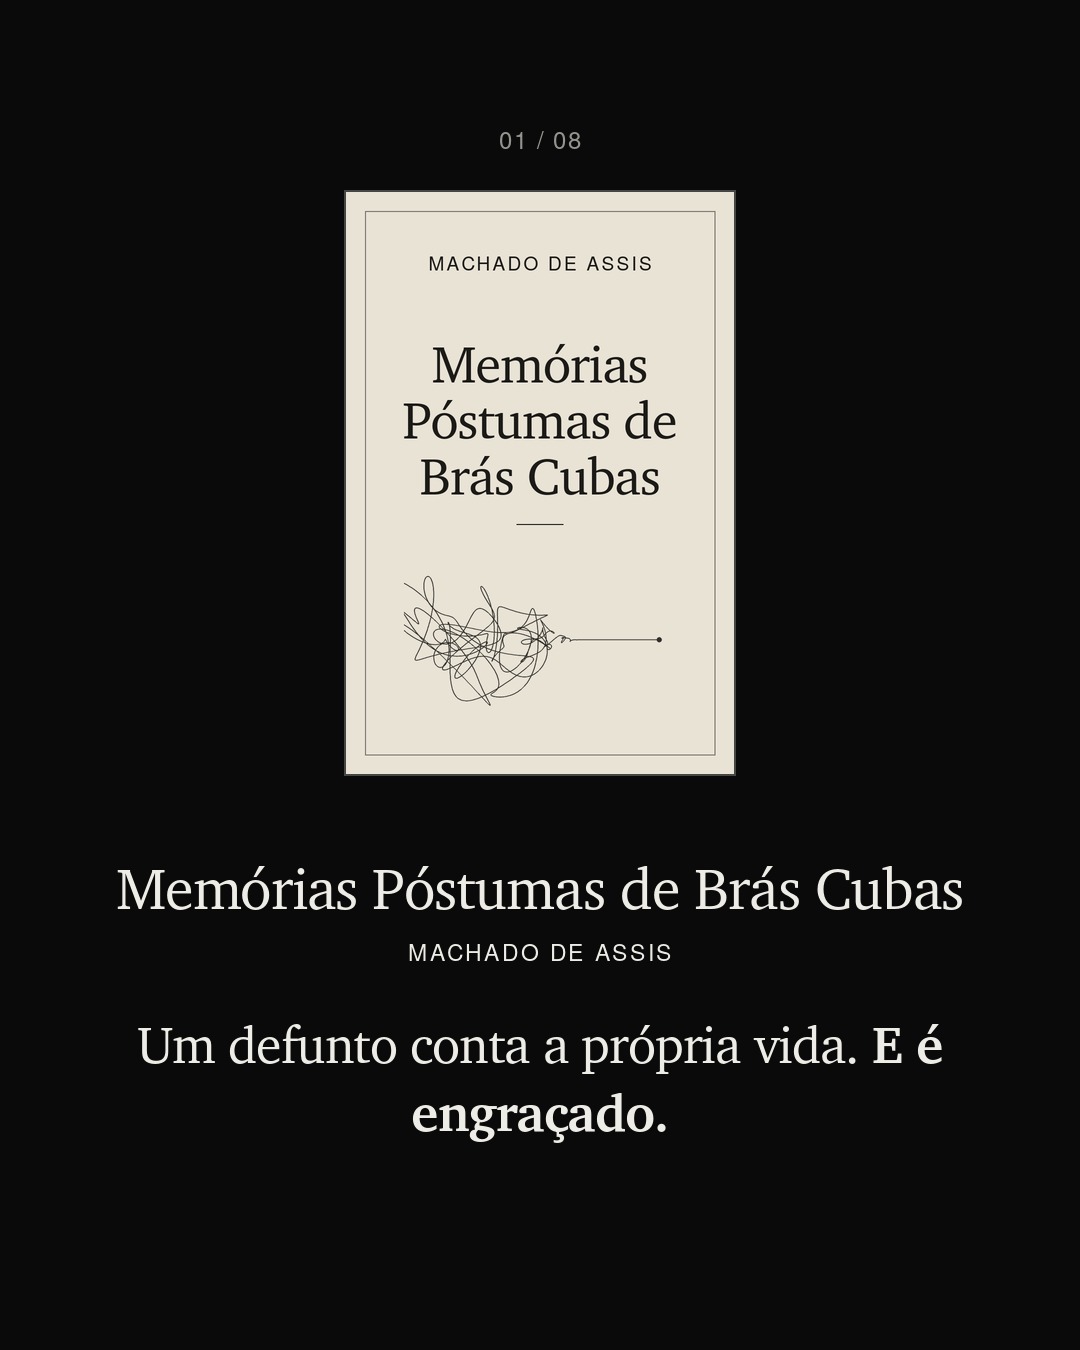 01 / 08
MACHADO DE ASSIS
Memórias
Póstumas de
Brás Cubas
Memórias Póstumas de Brás Cubas
MACHADO DE ASSIS
Um defunto conta a própria vida. E é
engraçado.